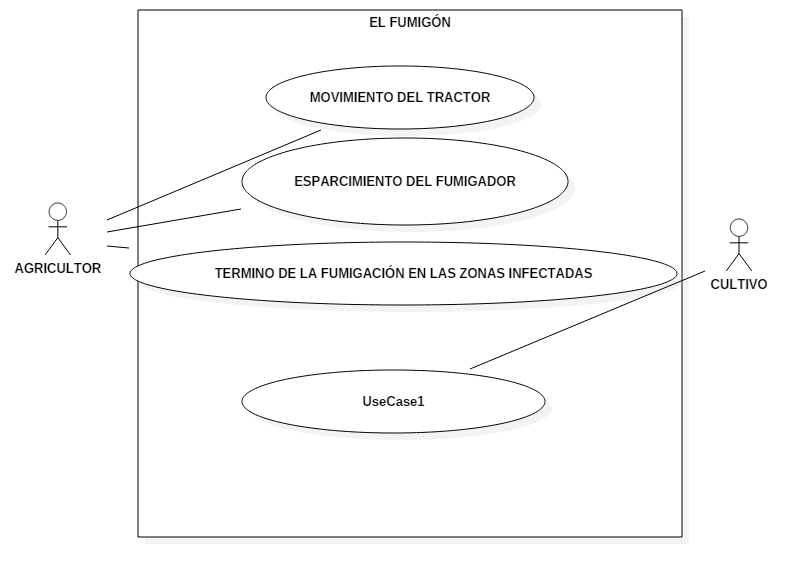 EL FUMIGÓN
MOVIMIENTO DEL TRACTOR
ESPARCIMIENTO DEL FUMIGADOR
AGRICULTOR
TERMINO DE LA FUMIGACIÓN EN LAS ZONAS INFECTADAS
CULTIVO
UseCase1